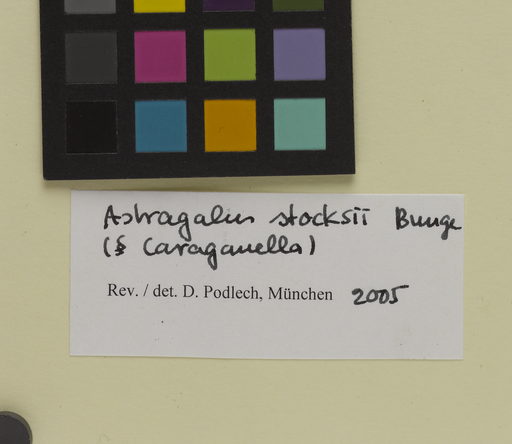 Astragalus stocksii Bunge
(§ Caraganella)
Rev. / det. D. Podlech, München 2005